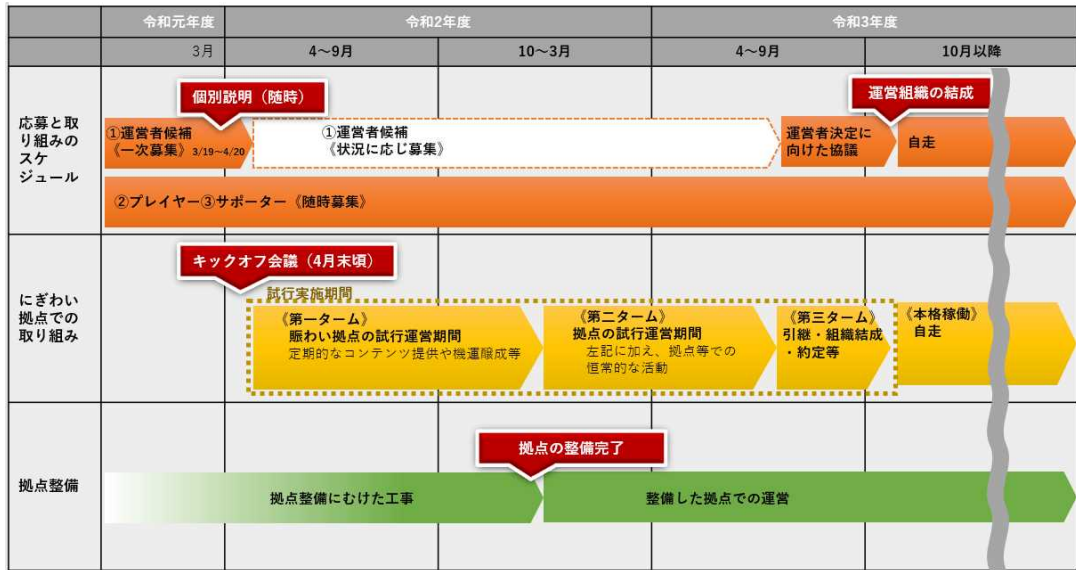 令和元年度
令和2年度
令和3年度
3月
4～9月
10～3月
4～9月
10月以降
応募と取
り組みの
スケ
ジュール
個別説明（随時）
運営組織の結成
①運営者候補
《一次募集》3/19～4/20
①運営者候補
《状況に応じ募集》
運営者決定に
向けた協議
自走
②プレイヤー③サポーター《随時募集》
にぎわい
拠点での
取り組み
キックオフ会議（4月末頃）
試行実施期間
《第一ターム》
賑わい拠点の試行運営期間
定期的なコンテンツ提供や機運醸成等
《第二ターム》
拠点の試行運営期間
左記に加え、拠点等での
恒常的な活動
《第三ターム》
引継・組織結成
・約定等
《本格稼働》
自走
拠点整備
拠点の整備完了
拠点整備にむけた工事
整備した拠点での運営